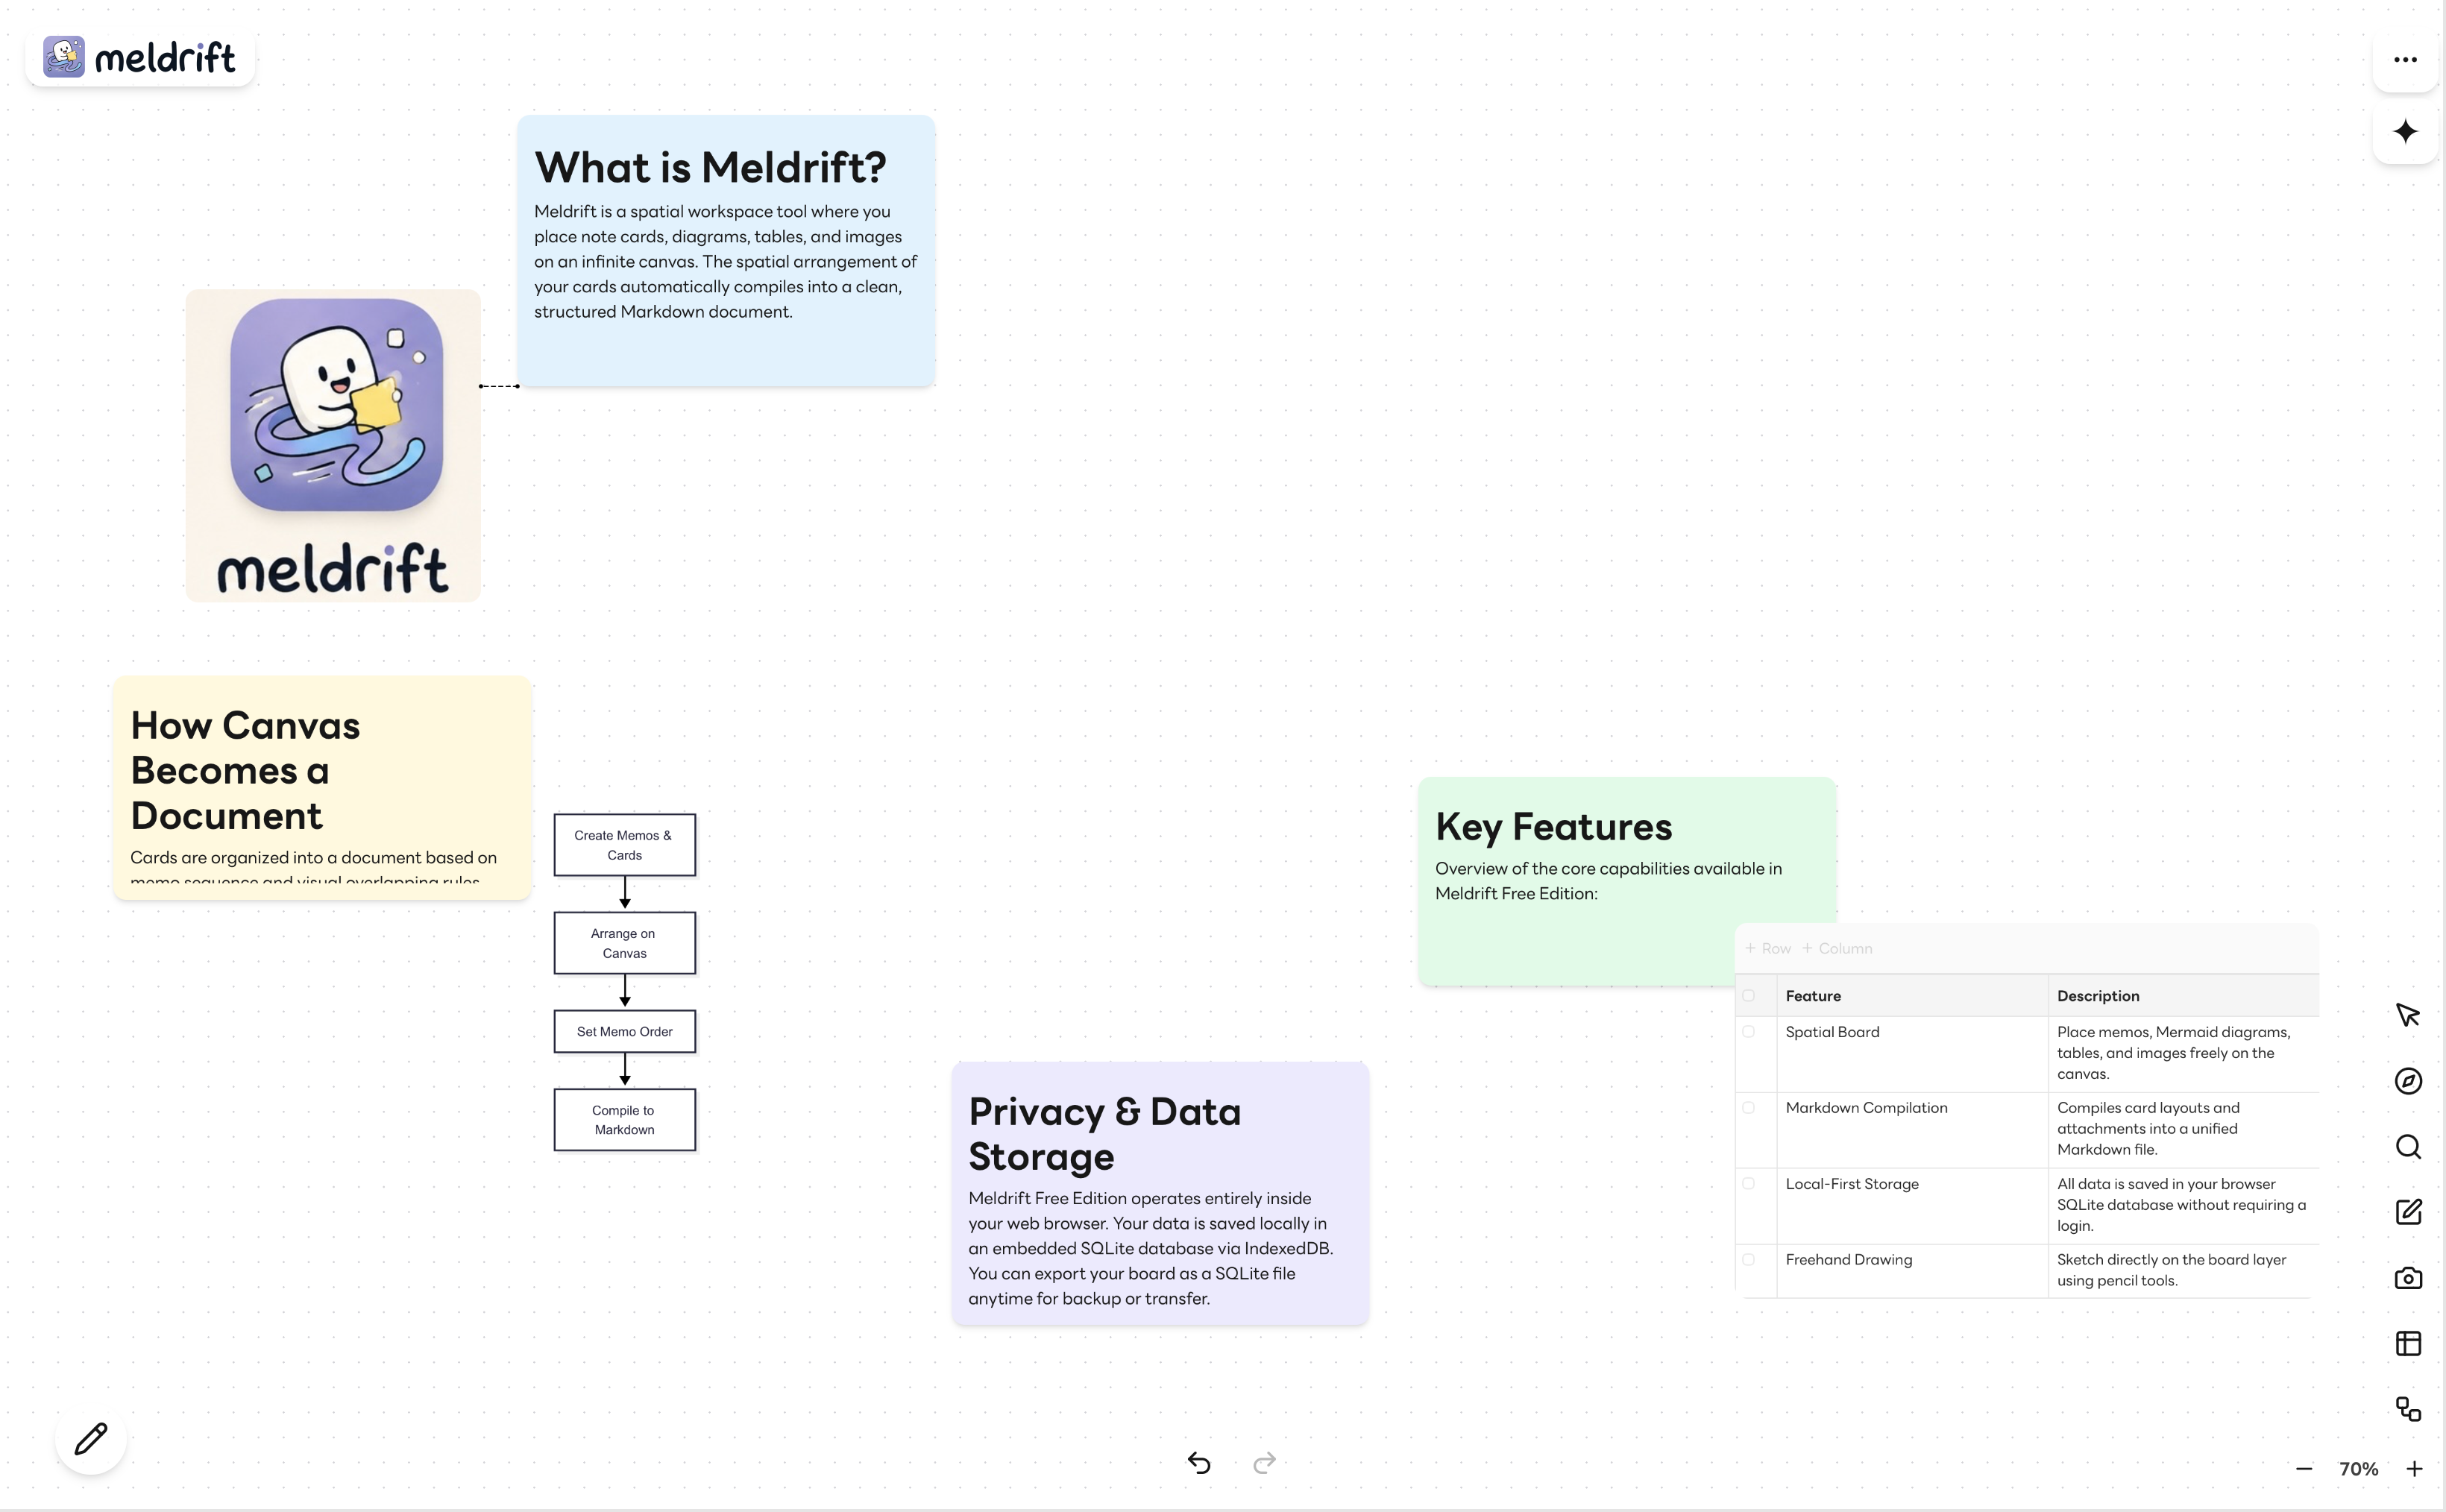 meldrift
What is Meldrift?
Meldrift is a spatial workspace tool where you
place note cards, diagrams, tables, and images
on an infinite canvas. The spatial arrangement of
your cards automatically compiles into a clean,
structured Markdown document.
meldrift
How Canvas
Becomes a
Document
Cards are organized into a document based on
memo sequence and visual overlapping rules
Create Memos &
Cards
Arrange on
Canvas
Set Memo Order
Compile to
Markdown
Key Features
Overview of the core capabilities available in
Meldrift Free Edition:
+ Row + Column
Feature Description
Spatial Board Place memos, Mermaid diagrams,
tables, and images freely on the
canvas.
Markdown Compilation Compiles card layouts and
attachments into a unified
Markdown file.
Local-First Storage All data is saved in your browser
SQLite database without requiring a
login.
Freehand Drawing Sketch directly on the board layer
using pencil tools.
Privacy & Data
Storage
Meldrift Free Edition operates entirely inside
your web browser. Your data is saved locally in
an embedded SQLite database via IndexedDB.
You can export your board as a SQLite file
anytime for backup or transfer.
70%